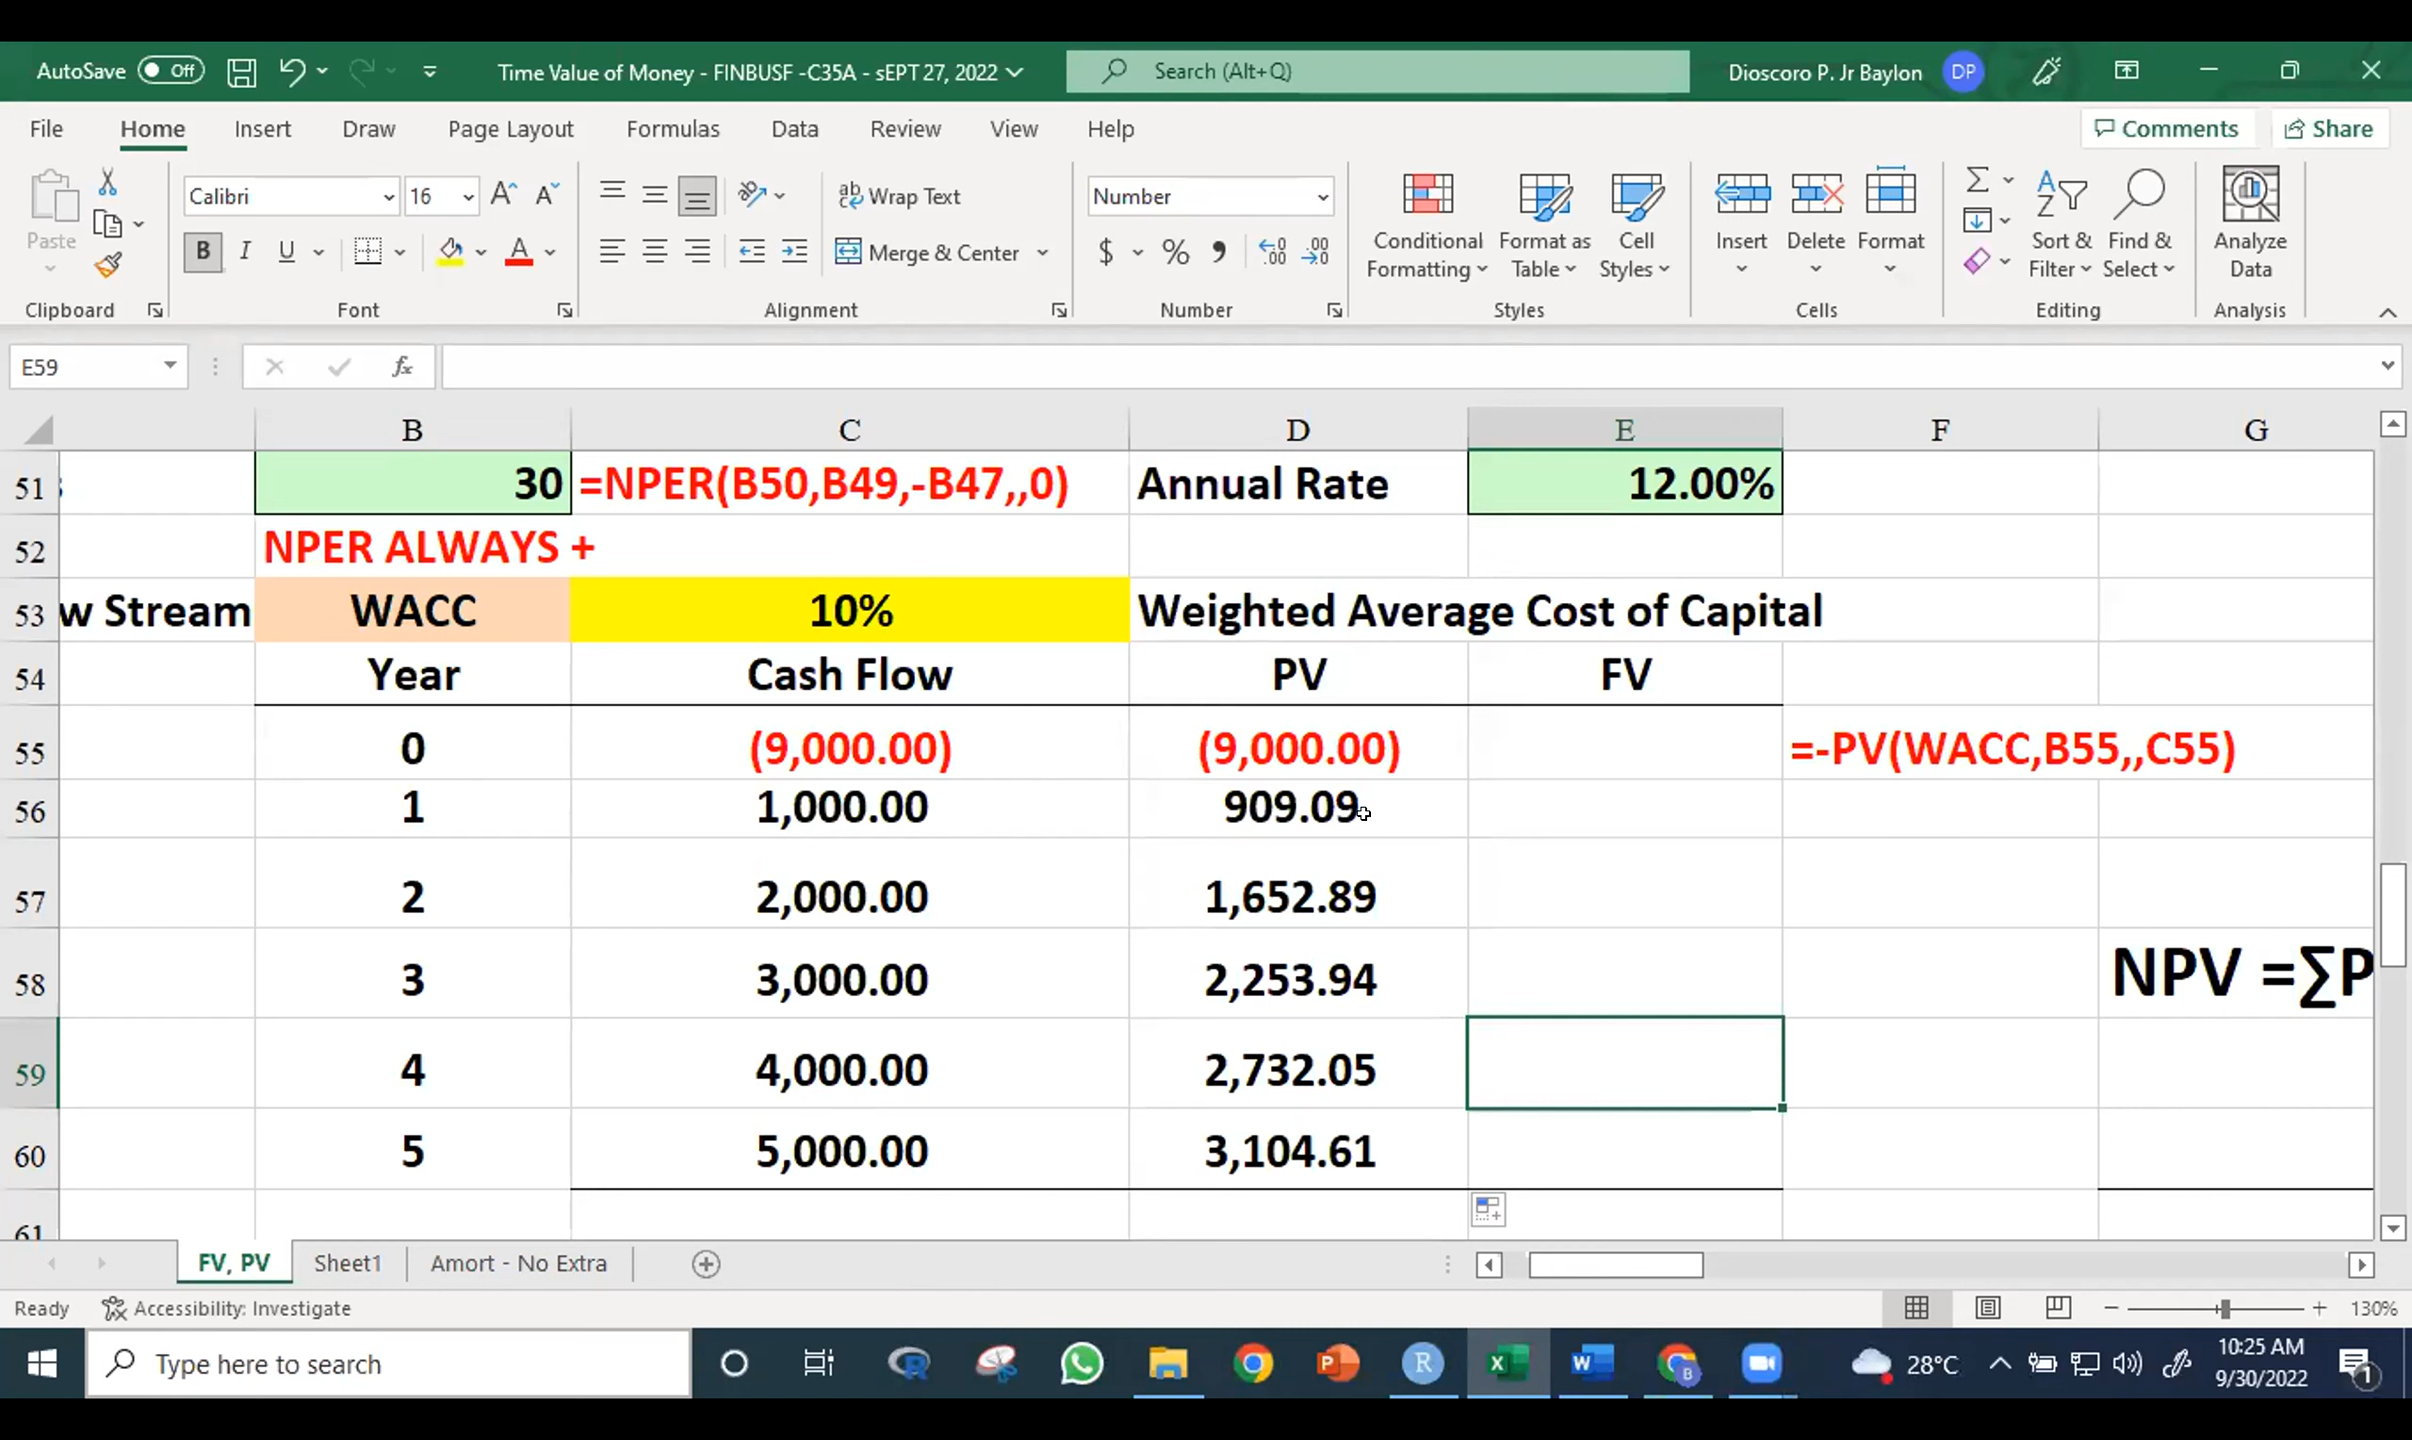 AutoSave Off Time Value of Money - FINBUSF -C35A - sEPT 27, 2022 Search (Alt+Q) Dioscoro P. Jr Baylon DP
File Home Insert Draw Page Layout Formulas Data Review View Help Comments Share
Paste Calibri 16 Wrap Text Number Conditional Formatting Format as Table Cell Styles Insert Delete Format Sort & Filter Find & Select Analyze Data
B I U Merge & Center $ % 9
Clipboard Font Alignment Number Styles Cells Editing Analysis
E59 fx
B C D E F G
51 30 =NPER(B50,B49,-B47,,0) Annual Rate 12.00%
52 NPER ALWAYS +
53 w Stream WACC 10% Weighted Average Cost of Capital
54 Year Cash Flow PV FV
55 0 (9,000.00) (9,000.00) =-PV(WACC,B55,,C55)
56 1 1,000.00 909.09
57 2 2,000.00 1,652.89
58 3 3,000.00 2,253.94 NPV =∑P
59 4 4,000.00 2,732.05
60 5 5,000.00 3,104.61
61
FV, PV Sheet1 Amort - No Extra
Ready Accessibility: Investigate 130%
Type here to search 28°C 10:25 AM
9/30/2022 1